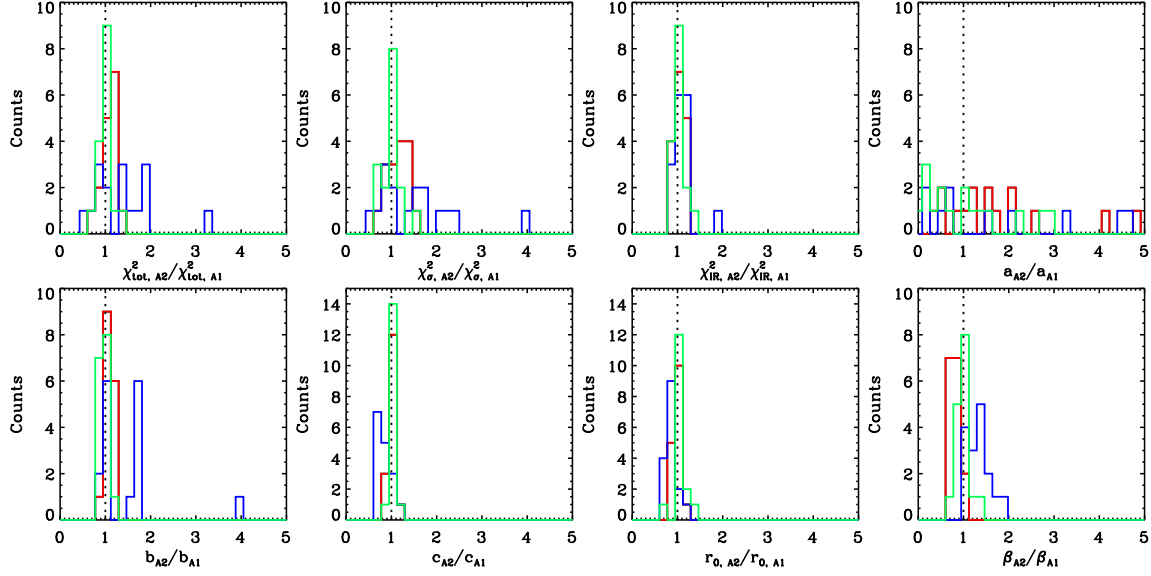 10 10 10 10
8 8 8 8
Counts Counts Counts Counts
6 6 6 6
4 4 4 4
2 2 2 2
0 0 0 0
0 1 2 3 4 5 0 1 2 3 4 5 0 1 2 3 4 5 0 1 2 3 4 5
χ²tot, A2/χ²tot, A1 χ²σ, A2/χ²σ, A1 χ²IR, A2/χ²IR, A1 aA2/aA1
10 14 14 10
8 12 12 8
Counts Counts Counts Counts
6 10 10 6
4 8 8 4
2 6 6 2
0 4 4 0
2 2
0 0
0 1 2 3 4 5 0 1 2 3 4 5 0 1 2 3 4 5 0 1 2 3 4 5
bA2/bA1 cA2/cA1 r0, A2/r0, A1 βA2/βA1